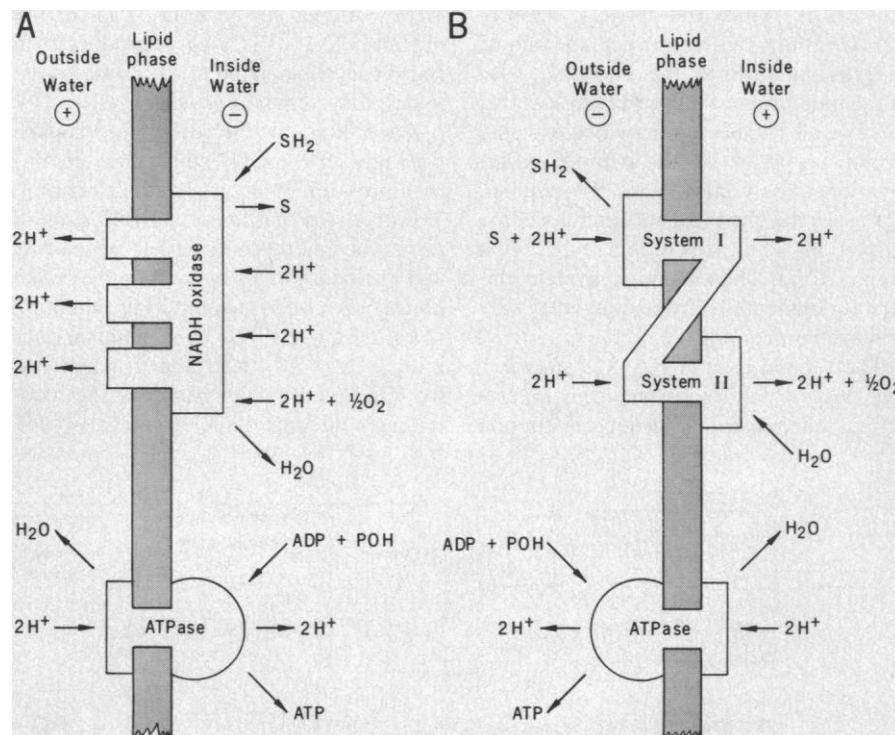 A
Outside
Water
+
Lipid
phase
Inside
Water
−
SH₂
S
2H⁺
2H⁺
2H⁺
2H⁺
2H⁺
2H⁺ + ½O₂
H₂O
NADH oxidase
H₂O
ADP + POH
2H⁺
ATPase
2H⁺
ATP
B
Outside
Water
−
Lipid
phase
Inside
Water
+
SH₂
S + 2H⁺
System I
2H⁺
2H⁺
System II
2H⁺ + ½O₂
H₂O
ADP + POH
H₂O
2H⁺
ATPase
2H⁺
ATP